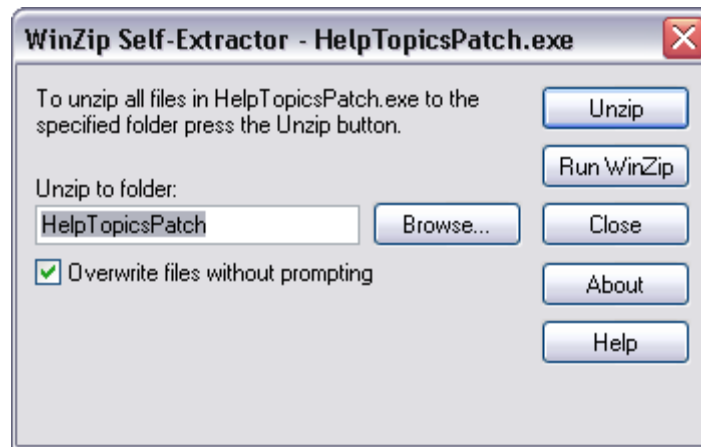 WinZip Self-Extractor - HelpTopicsPatch.exe
To unzip all files in HelpTopicsPatch.exe to the
specified folder press the Unzip button.
Unzip to folder:
HelpTopicsPatch
Browse...
Overwrite files without prompting
Unzip
Run WinZip
Close
About
Help